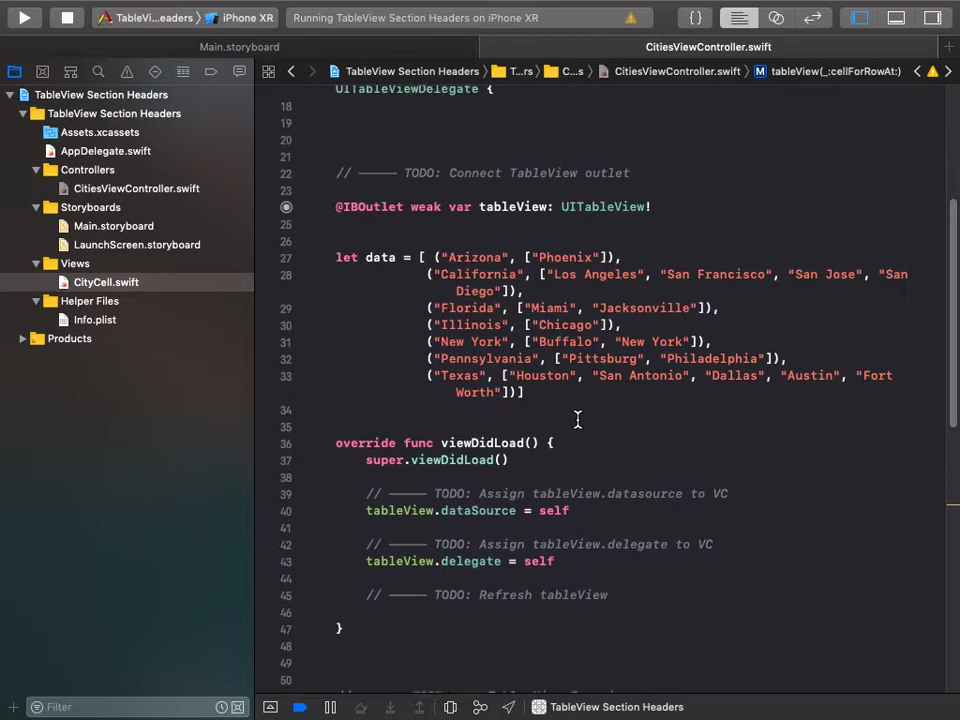 TableVi...eaders
iPhone XR
Running TableView Section Headers on iPhone XR
Main.storyboard
CitiesViewController.swift
TableView Section Headers
T...rs
C...s
CitiesViewController.swift
tableView(_:cellForRowAt:)
TableView Section Headers
TableView Section Headers
Assets.xcassets
AppDelegate.swift
Controllers
CitiesViewController.swift
Storyboards
Main.storyboard
LaunchScreen.storyboard
Views
CityCell.swift
Helper Files
Info.plist
Products
UITableViewDelegate {
18
19
20
21
22 // ––––– TODO: Connect TableView outlet
23
@IBOutlet weak var tableView: UITableView!
25
26
27 let data = [ ("Arizona", ["Phoenix"]),
28 ("California", ["Los Angeles", "San Francisco", "San Jose", "San
Diego"]),
29 ("Florida", ["Miami", "Jacksonville"]),
30 ("Illinois", ["Chicago"]),
31 ("New York", ["Buffalo", "New York"]),
32 ("Pennsylvania", ["Pittsburg", "Philadelphia"]),
33 ("Texas", ["Houston", "San Antonio", "Dallas", "Austin", "Fort
Worth"])]
34
35
36 override func viewDidLoad() {
37 super.viewDidLoad()
38
39 // ––––– TODO: Assign tableView.datasource to VC
40 tableView.dataSource = self
41
42 // ––––– TODO: Assign tableView.delegate to VC
43 tableView.delegate = self
44
45 // ––––– TODO: Refresh tableView
46
47 }
48
49
50
Filter
TableView Section Headers